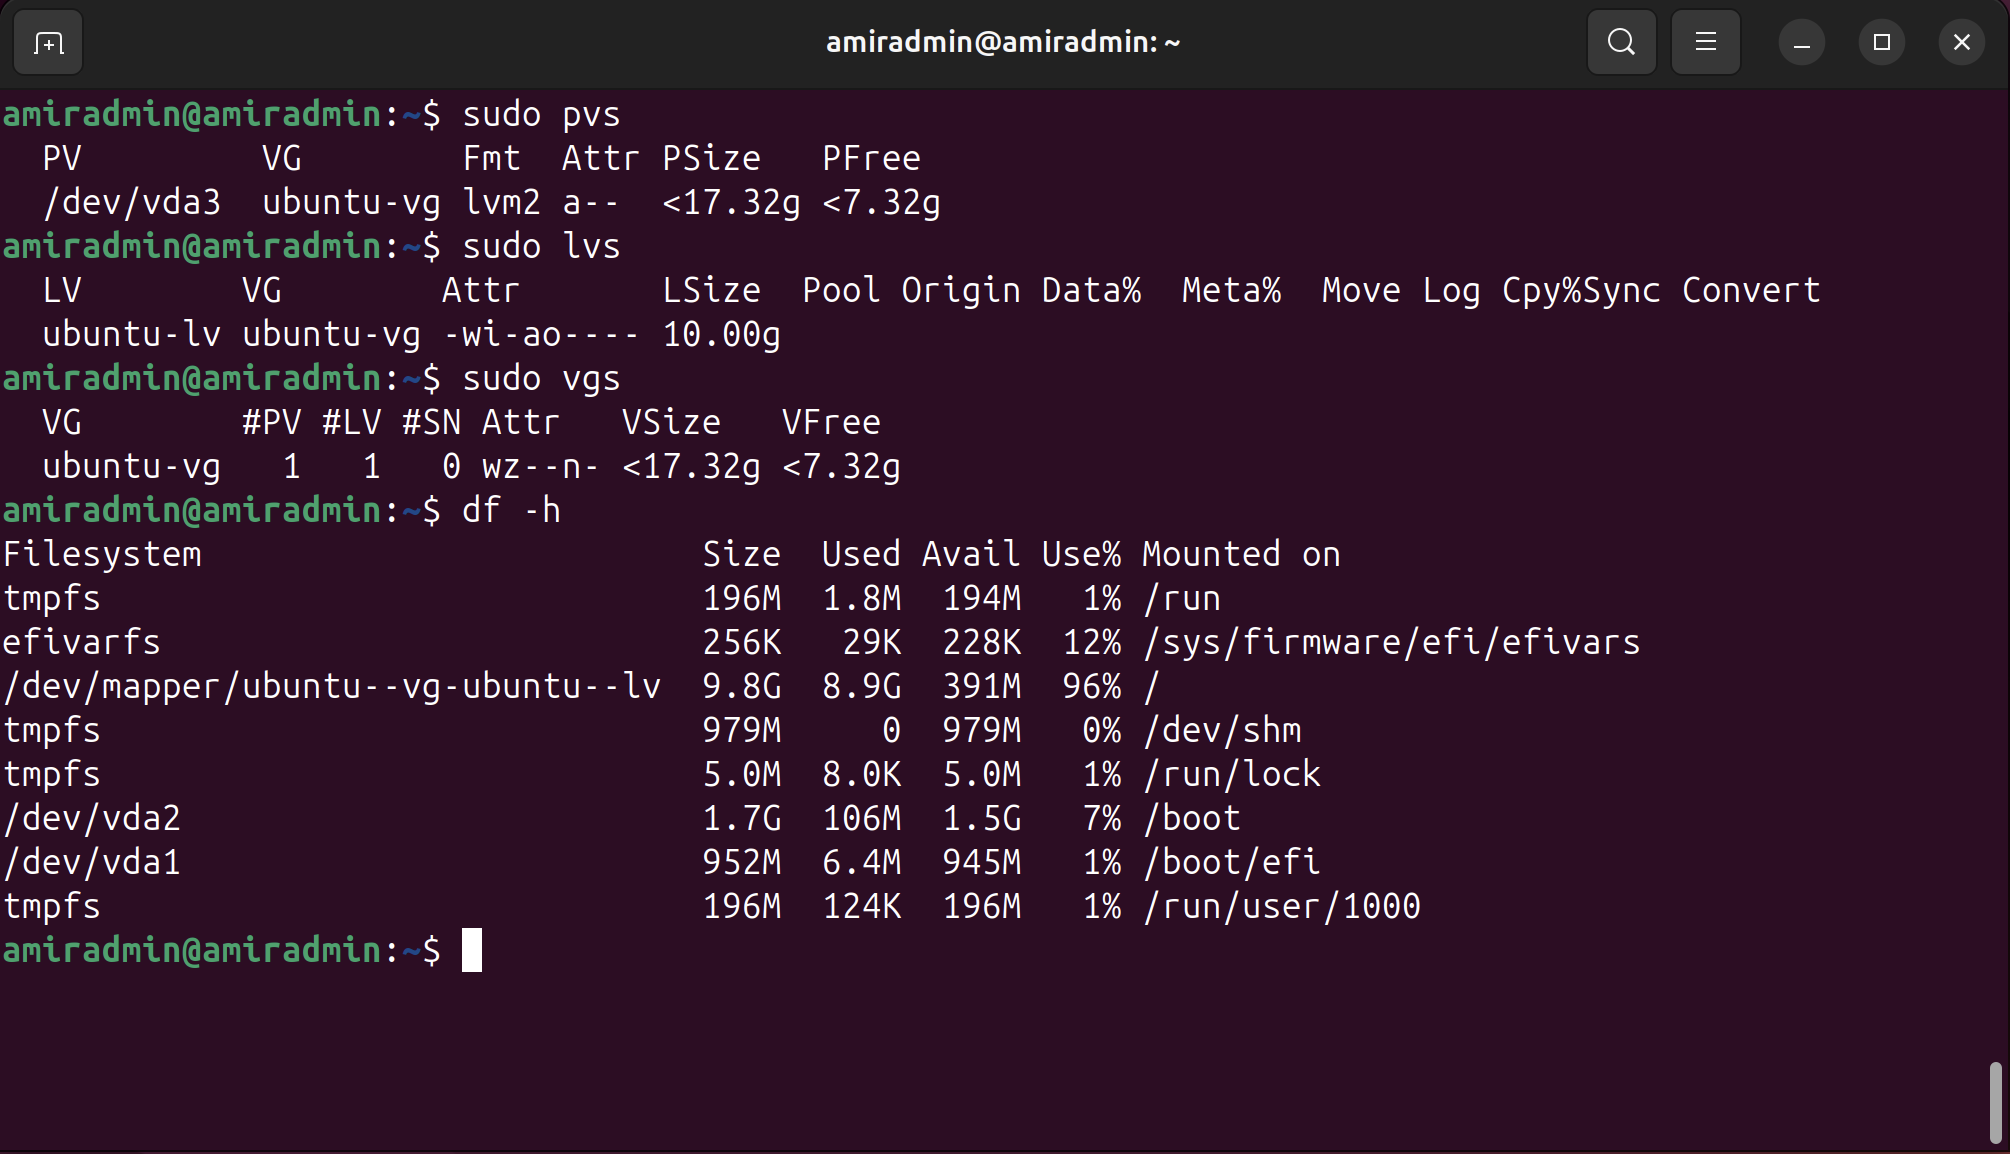 amiradmin@amiradmin: ~
amiradmin@amiradmin:~$ sudo pvs
  PV         VG        Fmt  Attr PSize   PFree
  /dev/vda3  ubuntu-vg lvm2 a--  <17.32g <7.32g
amiradmin@amiradmin:~$ sudo lvs
  LV        VG        Attr       LSize  Pool Origin Data%  Meta%  Move Log Cpy%Sync Convert
  ubuntu-lv ubuntu-vg -wi-ao---- 10.00g
amiradmin@amiradmin:~$ sudo vgs
  VG        #PV #LV #SN Attr   VSize   VFree
  ubuntu-vg   1   1   0 wz--n- <17.32g <7.32g
amiradmin@amiradmin:~$ df -h
Filesystem                         Size  Used Avail Use% Mounted on
tmpfs                              196M  1.8M  194M   1% /run
efivarfs                           256K   29K  228K  12% /sys/firmware/efi/efivars
/dev/mapper/ubuntu--vg-ubuntu--lv  9.8G  8.9G  391M  96% /
tmpfs                              979M     0  979M   0% /dev/shm
tmpfs                              5.0M  8.0K  5.0M   1% /run/lock
/dev/vda2                          1.7G  106M  1.5G   7% /boot
/dev/vda1                          952M  6.4M  945M   1% /boot/efi
tmpfs                              196M  124K  196M   1% /run/user/1000
amiradmin@amiradmin:~$